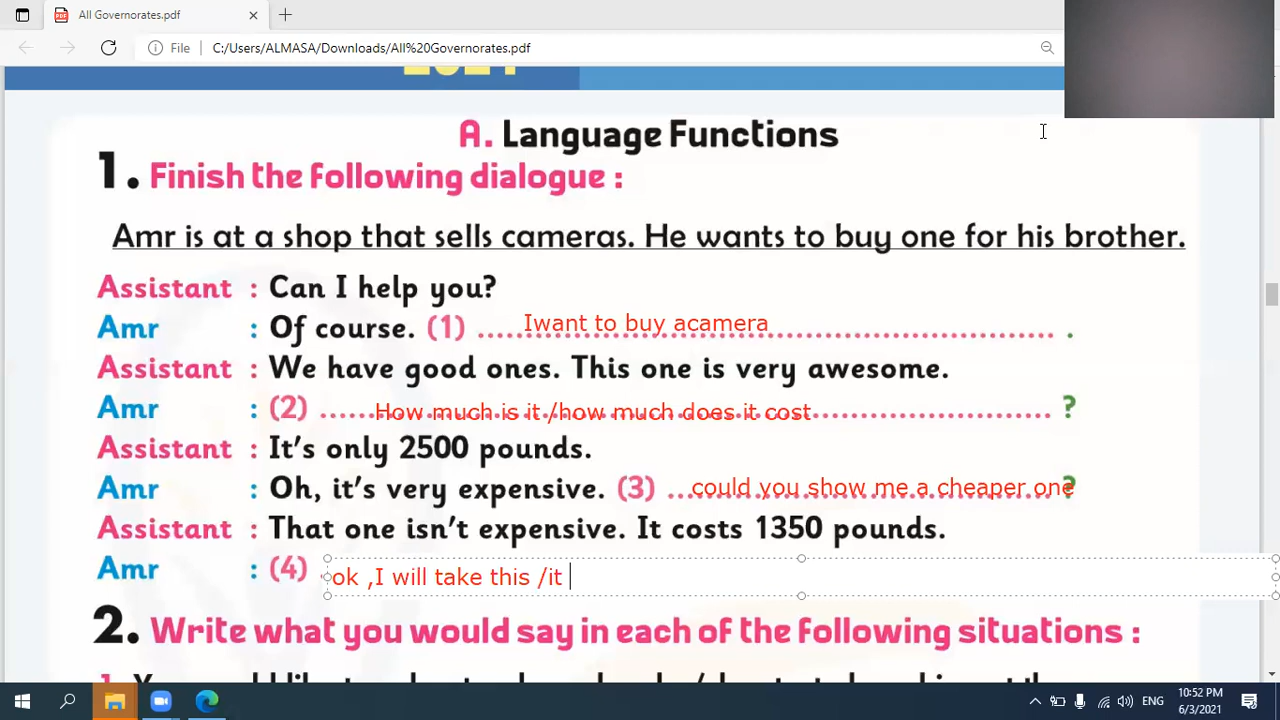 All Governorates.pdf
File C:/Users/ALMASA/Downloads/All%20Governorates.pdf
A. Language Functions
1. Finish the following dialogue :
Amr is at a shop that sells cameras. He wants to buy one for his brother.
Assistant : Can I help you?
Amr : Of course. (1) Iwant to buy acamera .
Assistant : We have good ones. This one is very awesome.
Amr : (2) How much is it /how much does it cost ?
Assistant : It's only 2500 pounds.
Amr : Oh, it's very expensive. (3) could you show me a cheaper one ?
Assistant : That one isn't expensive. It costs 1350 pounds.
Amr : (4) ok ,I will take this /it
2. Write what you would say in each of the following situations :
ENG
10:52 PM
6/3/2021